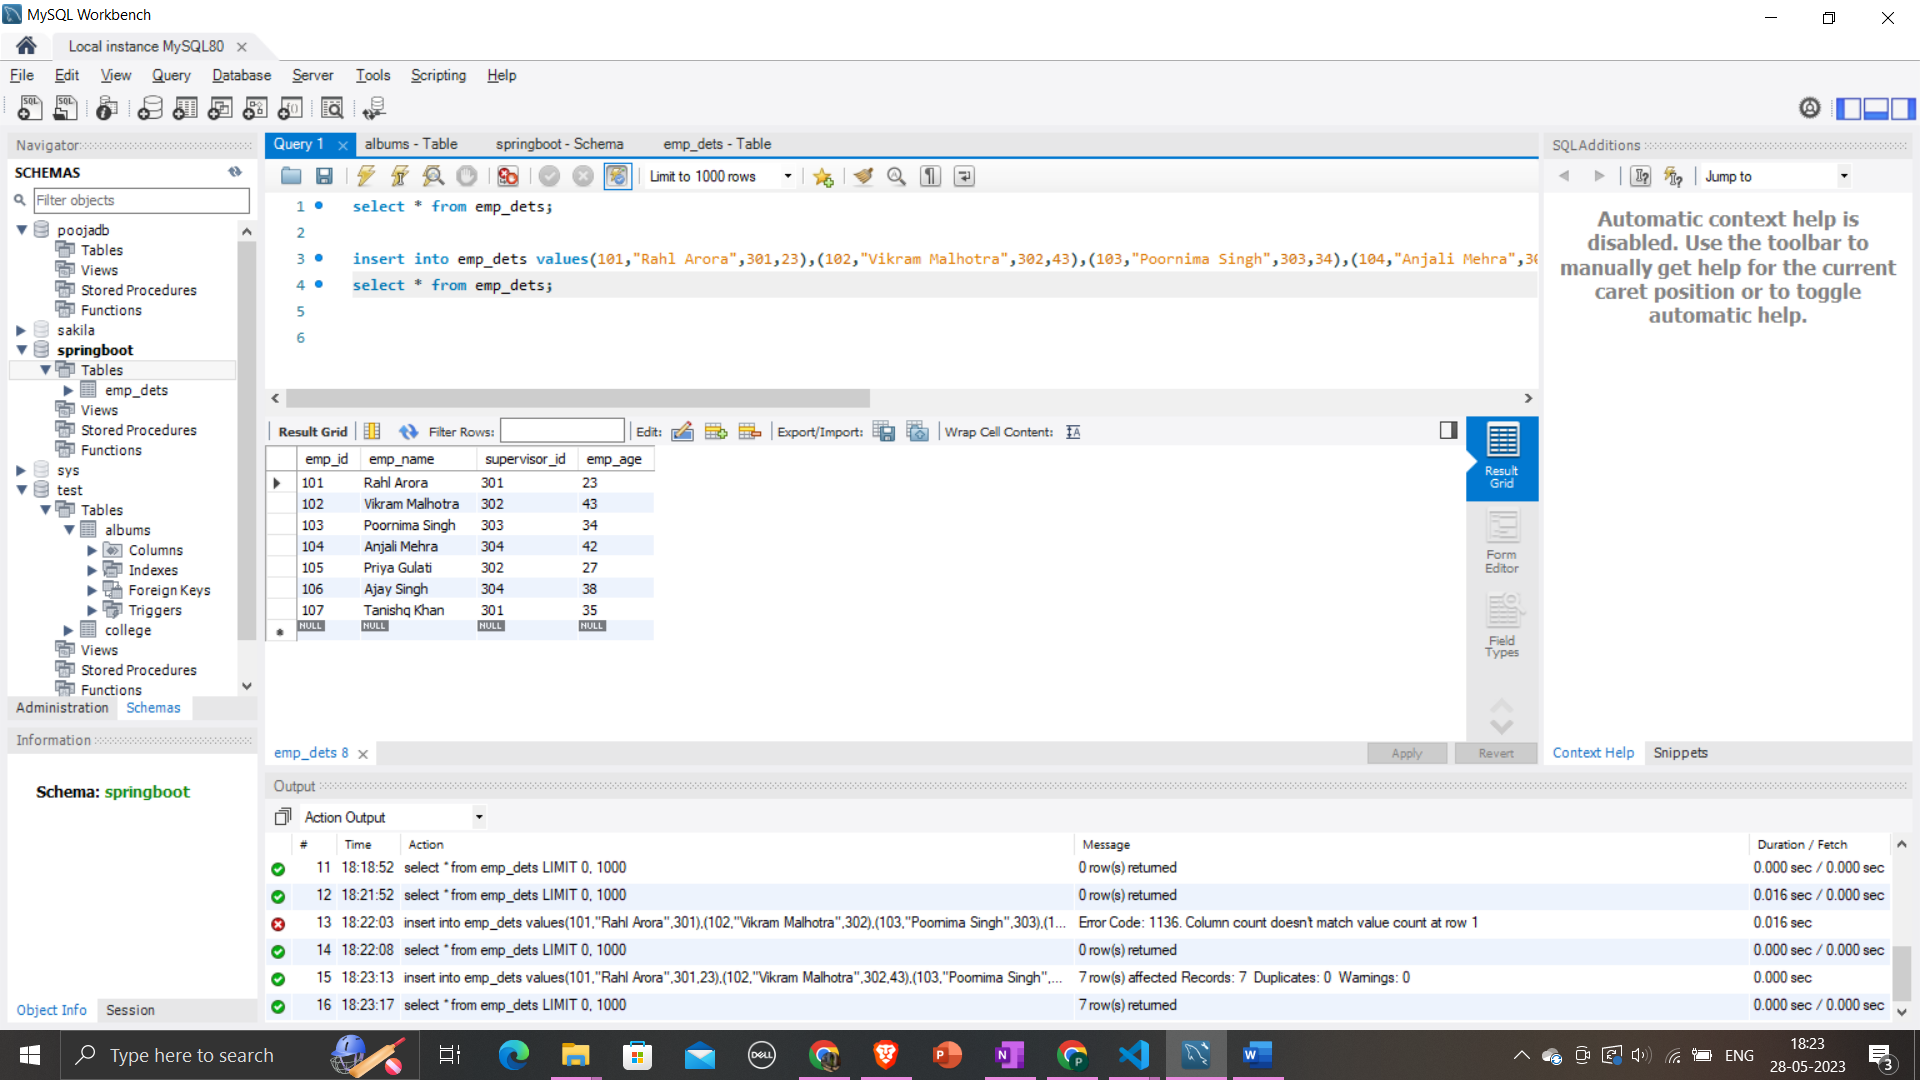 MySQL Workbench
Local instance MySQL80
File Edit View Query Database Server Tools Scripting Help
Navigator
SCHEMAS
Filter objects
poojadb
Tables
Views
Stored Procedures
Functions
sakila
springboot
Tables
emp_dets
Views
Stored Procedures
Functions
sys
test
Tables
albums
Columns
Indexes
Foreign Keys
Triggers
college
Views
Stored Procedures
Functions
Administration Schemas
Information
Schema: springboot
Object Info Session
Query 1 albums - Table springboot - Schema emp_dets - Table
Limit to 1000 rows
1 select * from emp_dets;
2
3 insert into emp_dets values(101,"Rahl Arora",301,23),(102,"Vikram Malhotra",302,43),(103,"Poornima Singh",303,34),(104,"Anjali Mehra",30
4 select * from emp_dets;
5
6
Result Grid Filter Rows: Edit: Export/Import: Wrap Cell Content: IA
emp_id emp_name supervisor_id emp_age
101 Rahl Arora 301 23
102 Vikram Malhotra 302 43
103 Poornima Singh 303 34
104 Anjali Mehra 304 42
105 Priya Gulati 302 27
106 Ajay Singh 304 38
107 Tanishq Khan 301 35
NULL NULL NULL NULL
Result
Grid
Form
Editor
Field
Types
emp_dets 8
Apply Revert
SQLAdditions
Jump to
Automatic context help is
disabled. Use the toolbar to
manually get help for the current
caret position or to toggle
automatic help.
Context Help Snippets
Output
Action Output
# Time Action Message Duration / Fetch
11 18:18:52 select * from emp_dets LIMIT 0, 1000 0 row(s) returned 0.000 sec / 0.000 sec
12 18:21:52 select * from emp_dets LIMIT 0, 1000 0 row(s) returned 0.016 sec / 0.000 sec
13 18:22:03 insert into emp_dets values(101,"Rahl Arora",301),(102,"Vikram Malhotra",302),(103,"Poornima Singh",303),(1... Error Code: 1136. Column count doesn't match value count at row 1 0.016 sec
14 18:22:08 select * from emp_dets LIMIT 0, 1000 0 row(s) returned 0.000 sec / 0.000 sec
15 18:23:13 insert into emp_dets values(101,"Rahl Arora",301,23),(102,"Vikram Malhotra",302,43),(103,"Poornima Singh",... 7 row(s) affected Records: 7 Duplicates: 0 Warnings: 0 0.000 sec
16 18:23:17 select * from emp_dets LIMIT 0, 1000 7 row(s) returned 0.000 sec / 0.000 sec
Type here to search
DELL
ENG
18:23
28-05-2023
3